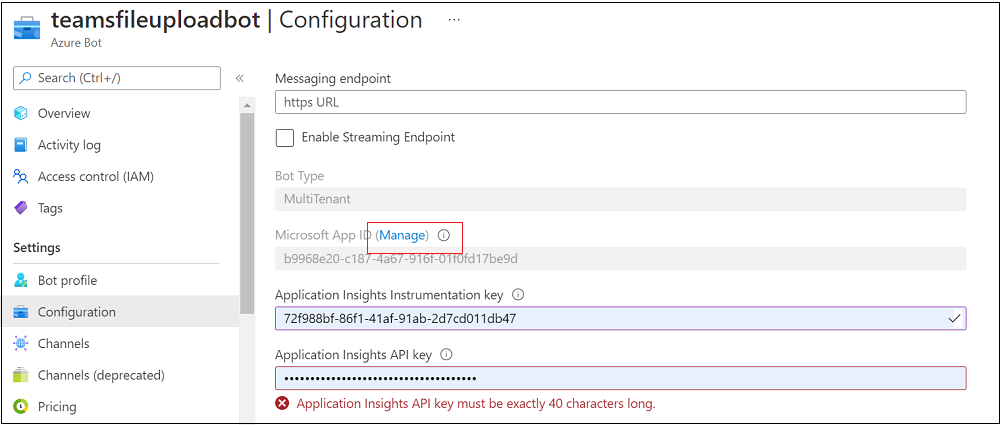 teamsfileuploadbot | Configuration ...
Azure Bot
Search (Ctrl+/)
«
Overview
Activity log
Access control (IAM)
Tags
Settings
Bot profile
Configuration
Channels
Channels (deprecated)
Pricing
Messaging endpoint
https URL
Enable Streaming Endpoint
Bot Type
MultiTenant
Microsoft App ID (Manage)
b9968e20-c187-4a67-916f-01f0fd17be9d
Application Insights Instrumentation key
72f988bf-86f1-41af-91ab-2d7cd011db47
Application Insights API key
•••••••••••••••••••••••••••••••••••••
Application Insights API key must be exactly 40 characters long.